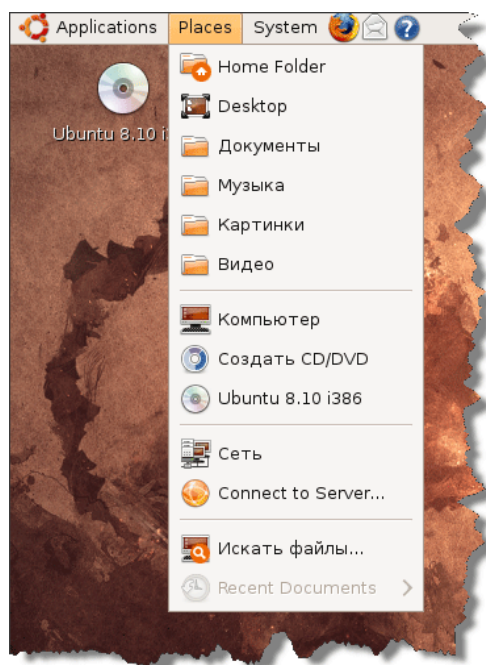 Applications Places System
Ubuntu 8.10 i
Home Folder
Desktop
Документы
Музыка
Картинки
Видео
Компьютер
Создать CD/DVD
Ubuntu 8.10 i386
Сеть
Connect to Server...
Искать файлы...
Recent Documents